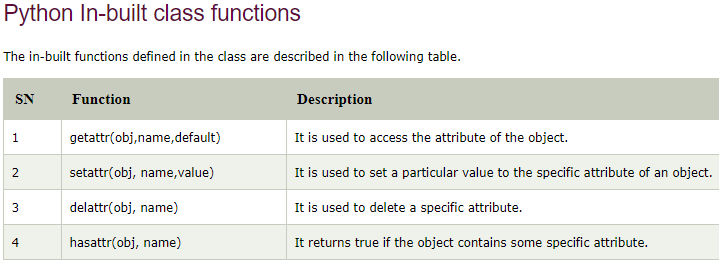 Python In-built class functions
The in-built functions defined in the class are described in the following table.
SN Function Description
1 getattr(obj,name,default) It is used to access the attribute of the object.
2 setattr(obj, name,value) It is used to set a particular value to the specific attribute of an object.
3 delattr(obj, name) It is used to delete a specific attribute.
4 hasattr(obj, name) It returns true if the object contains some specific attribute.